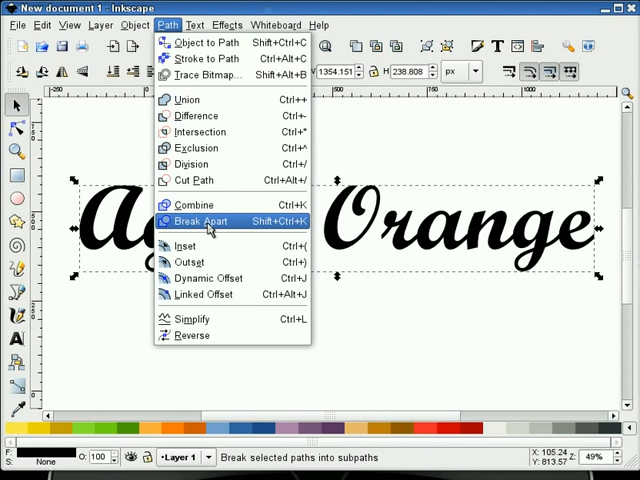 New document 1 - Inkscape
File Edit View Layer Object Path Text Effects Whiteboard Help
W 1354.151 H 238.808 px
Object to Path Shift+Ctrl+C
Stroke to Path Ctrl+Alt+C
Trace Bitmap... Shift+Alt+B
Union Ctrl++
Difference Ctrl+-
Intersection Ctrl+*
Exclusion Ctrl+^
Division Ctrl+/
Cut Path Ctrl+Alt+/
Combine Ctrl+K
Break Apart Shift+Ctrl+K
Inset Ctrl+(
Outset Ctrl+)
Dynamic Offset Ctrl+J
Linked Offset Ctrl+Alt+J
Simplify Ctrl+L
Reverse
Orange
F:
S: None O: 100 •Layer 1 Break selected paths into subpaths X: 105.24
Y: 813.57 Z: 49%